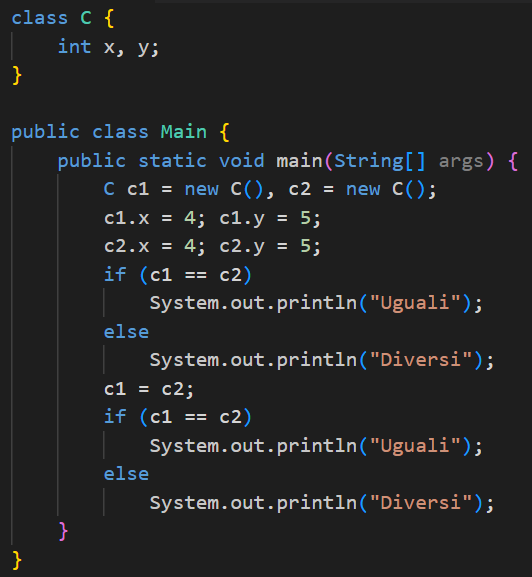 class C {
    int x, y;
}

public class Main {
    public static void main(String[] args) {
        C c1 = new C(), c2 = new C();
        c1.x = 4; c1.y = 5;
        c2.x = 4; c2.y = 5;
        if (c1 == c2)
            System.out.println("Uguali");
        else
            System.out.println("Diversi");
        c1 = c2;
        if (c1 == c2)
            System.out.println("Uguali");
        else
            System.out.println("Diversi");
    }
}